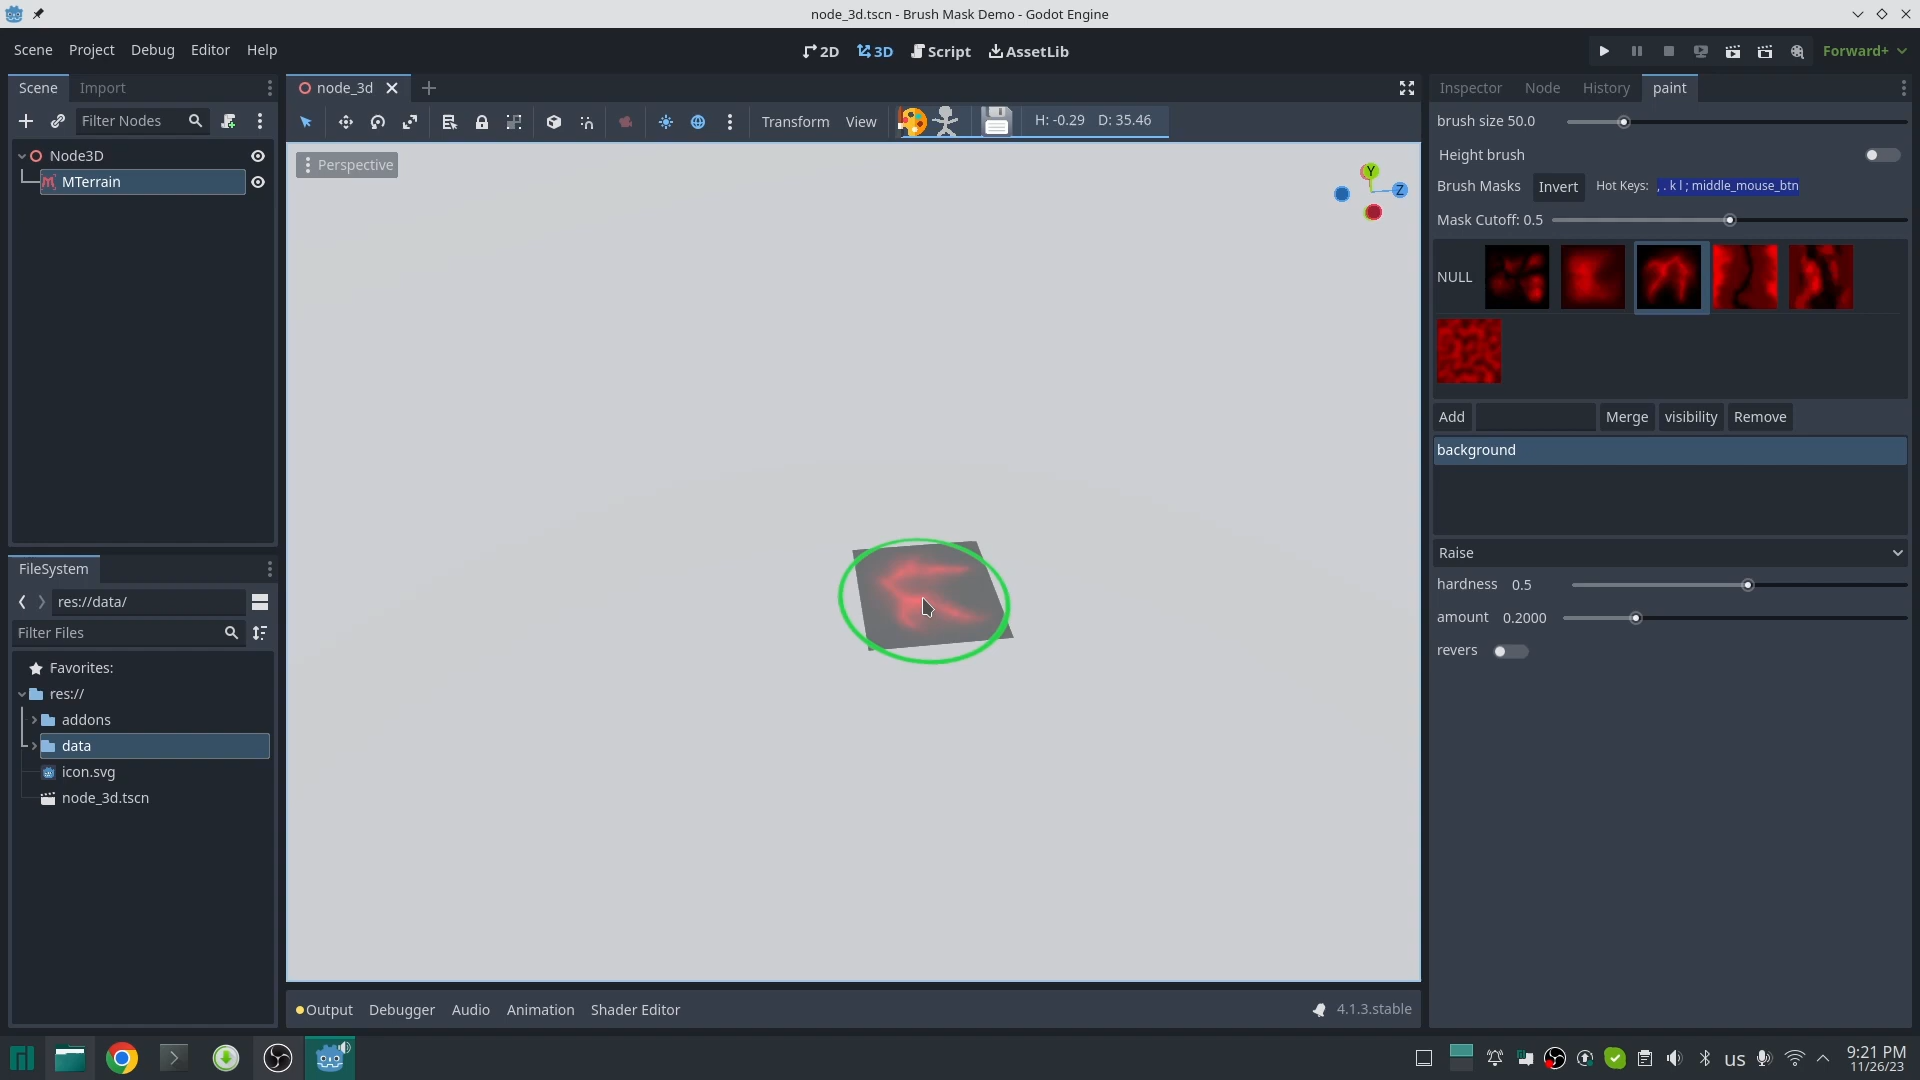 node_3d.tscn - Brush Mask Demo - Godot Engine
Scene Project Debug Editor Help
2D 3D Script AssetLib
Forward+
Scene Import
node_3d
Inspector Node History paint
Filter Nodes
Transform View
H: -0.29 D: 35.46
brush size 50.0
Node3D
MTerrain
Perspective
Y
Z
Height brush
Brush Masks Invert Hot Keys: , . k l ; middle_mouse_btn
Mask Cutoff: 0.5
NULL
Add Merge visibility Remove
background
Raise
hardness 0.5
amount 0.2000
revers
FileSystem
res://data/
Filter Files
Favorites:
res://
addons
data
icon.svg
node_3d.tscn
Output Debugger Audio Animation Shader Editor
4.1.3.stable
us
9:21 PM
11/26/23